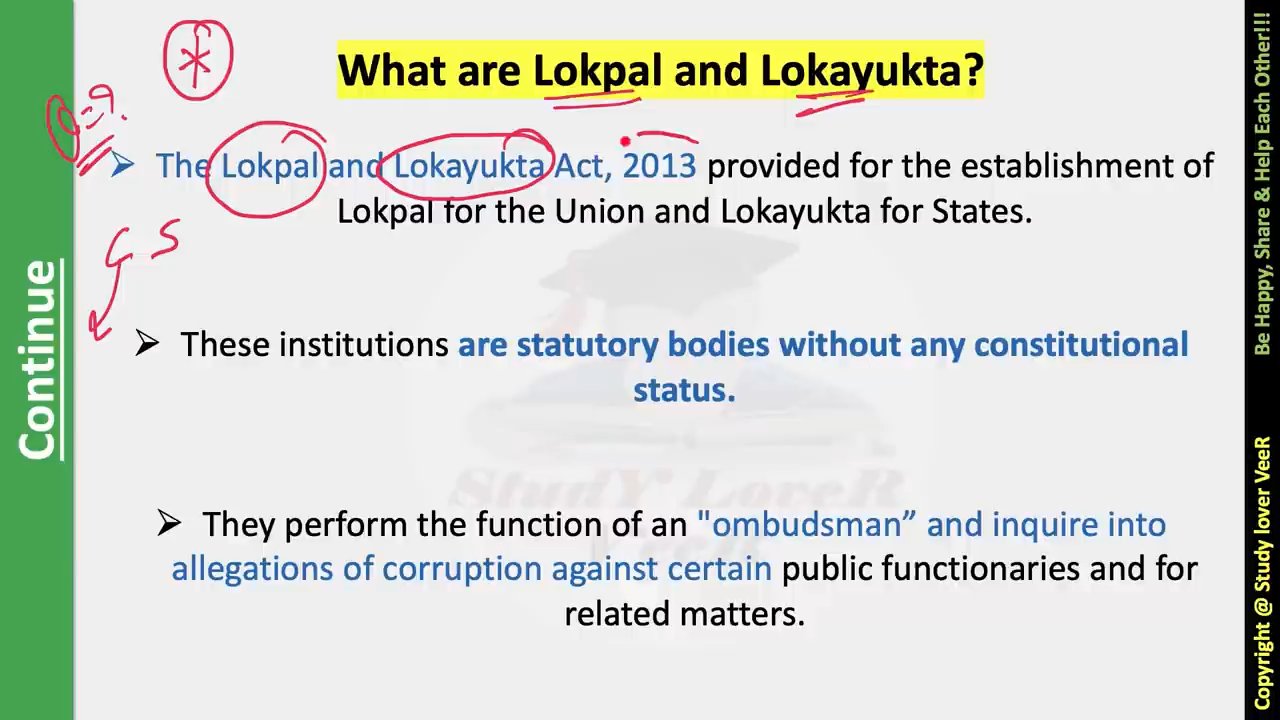 What are Lokpal and Lokayukta?
Q=?
➢ The Lokpal and Lokayukta Act, 2013 provided for the establishment of
Lokpal for the Union and Lokayukta for States.
G S
➢ These institutions are statutory bodies without any constitutional
status.
➢ They perform the function of an "ombudsman” and inquire into
allegations of corruption against certain public functionaries and for
related matters.
Continue
StudY LoveR
VeeR
Be Happy, Share & Help Each Other!!!
Copyright @ Study lover VeeR